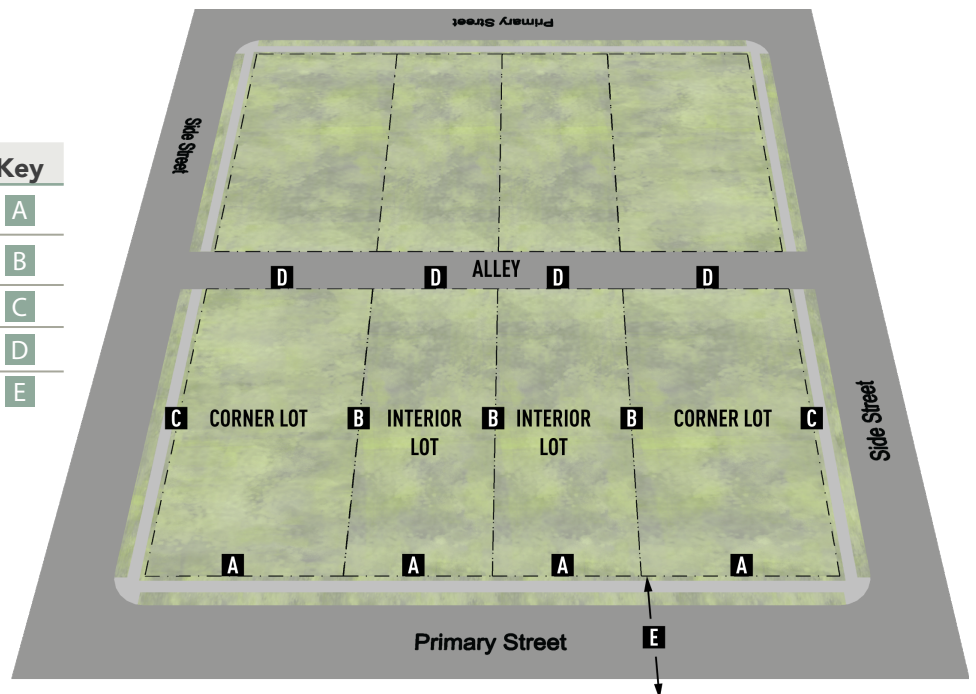 Primary Street
Side Street
Key
A
B
C
D
E
ALLEY
D D D D
C CORNER LOT B INTERIOR LOT B INTERIOR LOT B CORNER LOT C
Side Street
A A A A
Primary Street
E